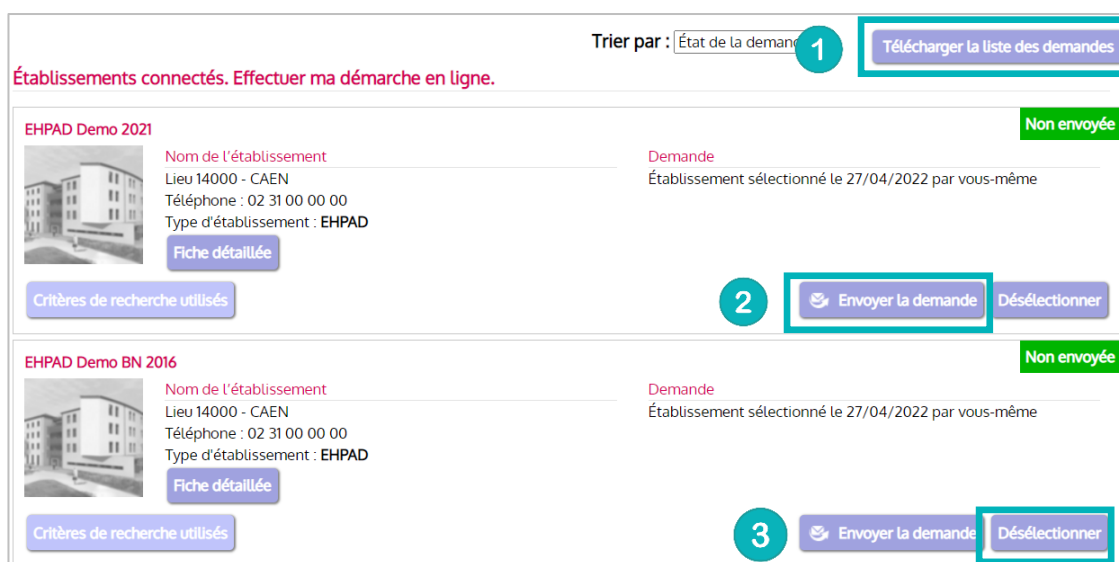 Trier par : État de la deman
1
Télécharger la liste des demandes
Établissements connectés. Effectuer ma démarche en ligne.
EHPAD Demo 2021
Non envoyée
Nom de l'établissement
Demande
Lieu 14000 - CAEN
Établissement sélectionné le 27/04/2022 par vous-même
Téléphone : 02 31 00 00 00
Type d'établissement : EHPAD
Fiche détaillée
Critères de recherche utilisés
2
Envoyer la demande
Désélectionner
EHPAD Demo BN 2016
Non envoyée
Nom de l'établissement
Demande
Lieu 14000 - CAEN
Établissement sélectionné le 27/04/2022 par vous-même
Téléphone : 02 31 00 00 00
Type d'établissement : EHPAD
Fiche détaillée
Critères de recherche utilisés
3
Envoyer la demande
Désélectionner